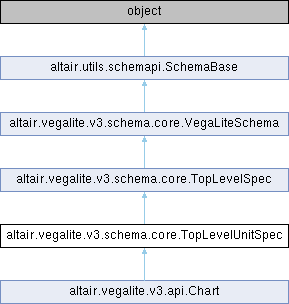 object
altair.utils.schemapi.SchemaBase
altair.vegalite.v3.schema.core.VegaLiteSchema
altair.vegalite.v3.schema.core.TopLevelSpec
altair.vegalite.v3.schema.core.TopLevelUnitSpec
altair.vegalite.v3.api.Chart